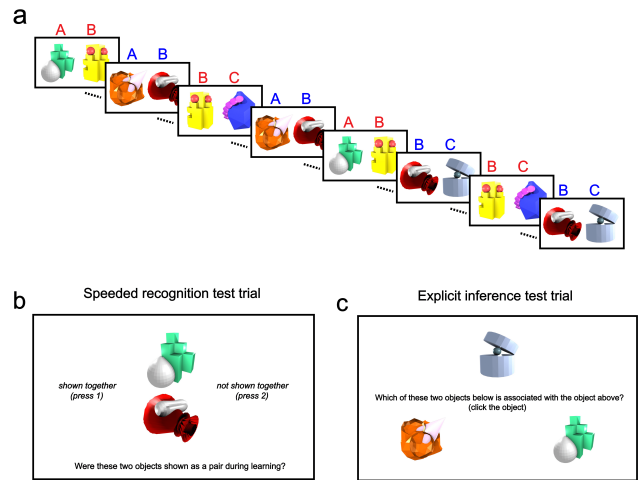 a
A B
A B
B C
A B
A B
B C
B C
B C
b
Speeded recognition test trial
shown together
(press 1)
not shown together
(press 2)
Were these two objects shown as a pair during learning?
c
Explicit inference test trial
Which of these two objects below is associated with the object above?
(click the object)